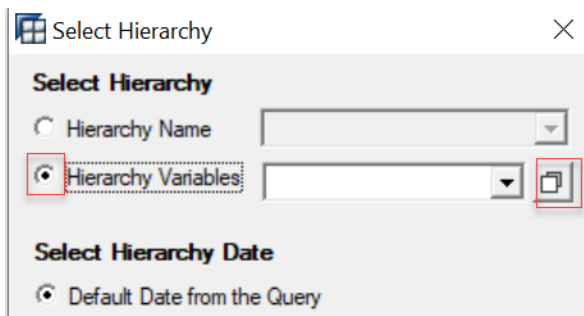 Select Hierarchy
Select Hierarchy
Hierarchy Name
Hierarchy Variables
Select Hierarchy Date
Default Date from the Query